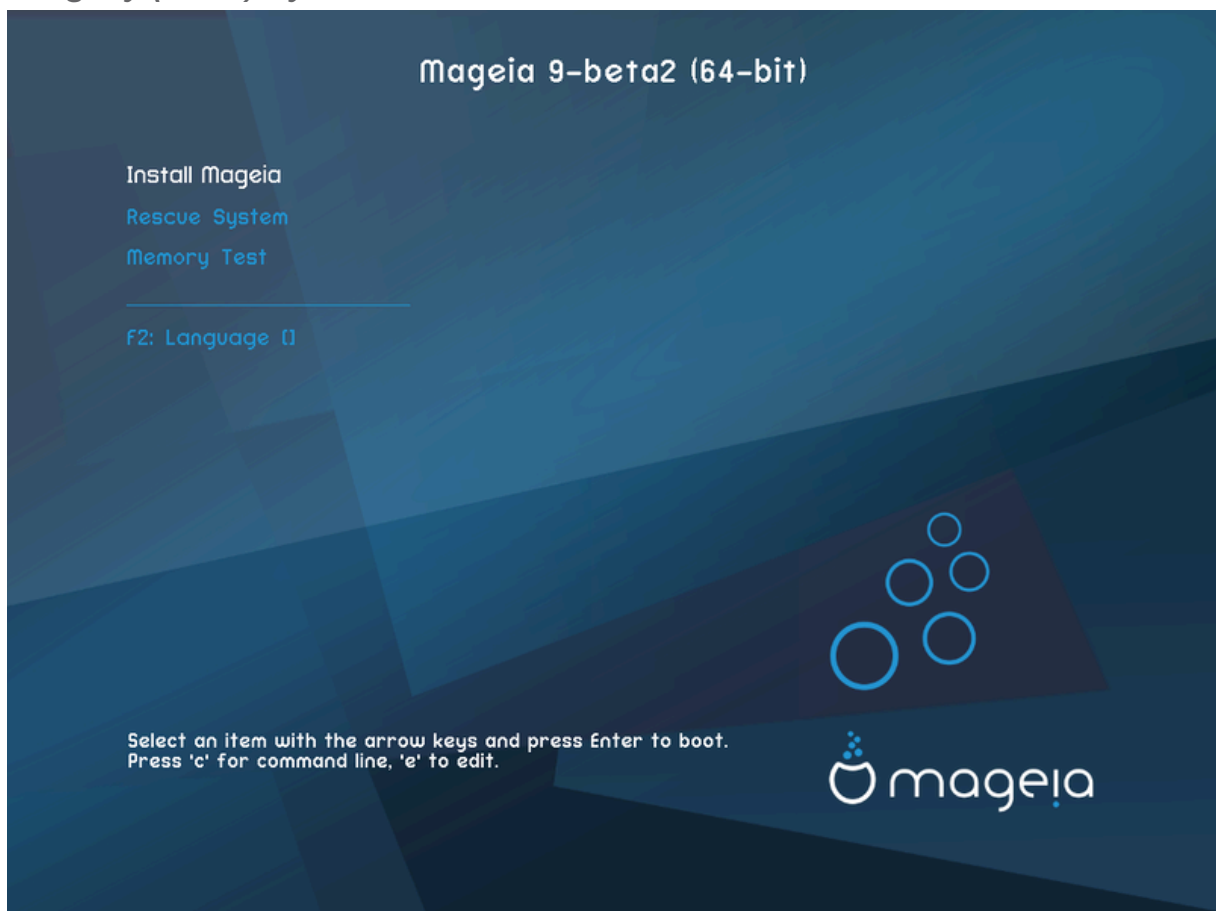 Mageia 9-beta2 (64-bit)
Install Mageia
Rescue System
Memory Test
F2: Language []
Select an item with the arrow keys and press Enter to boot.
Press 'c' for command line, 'e' to edit.
mageia